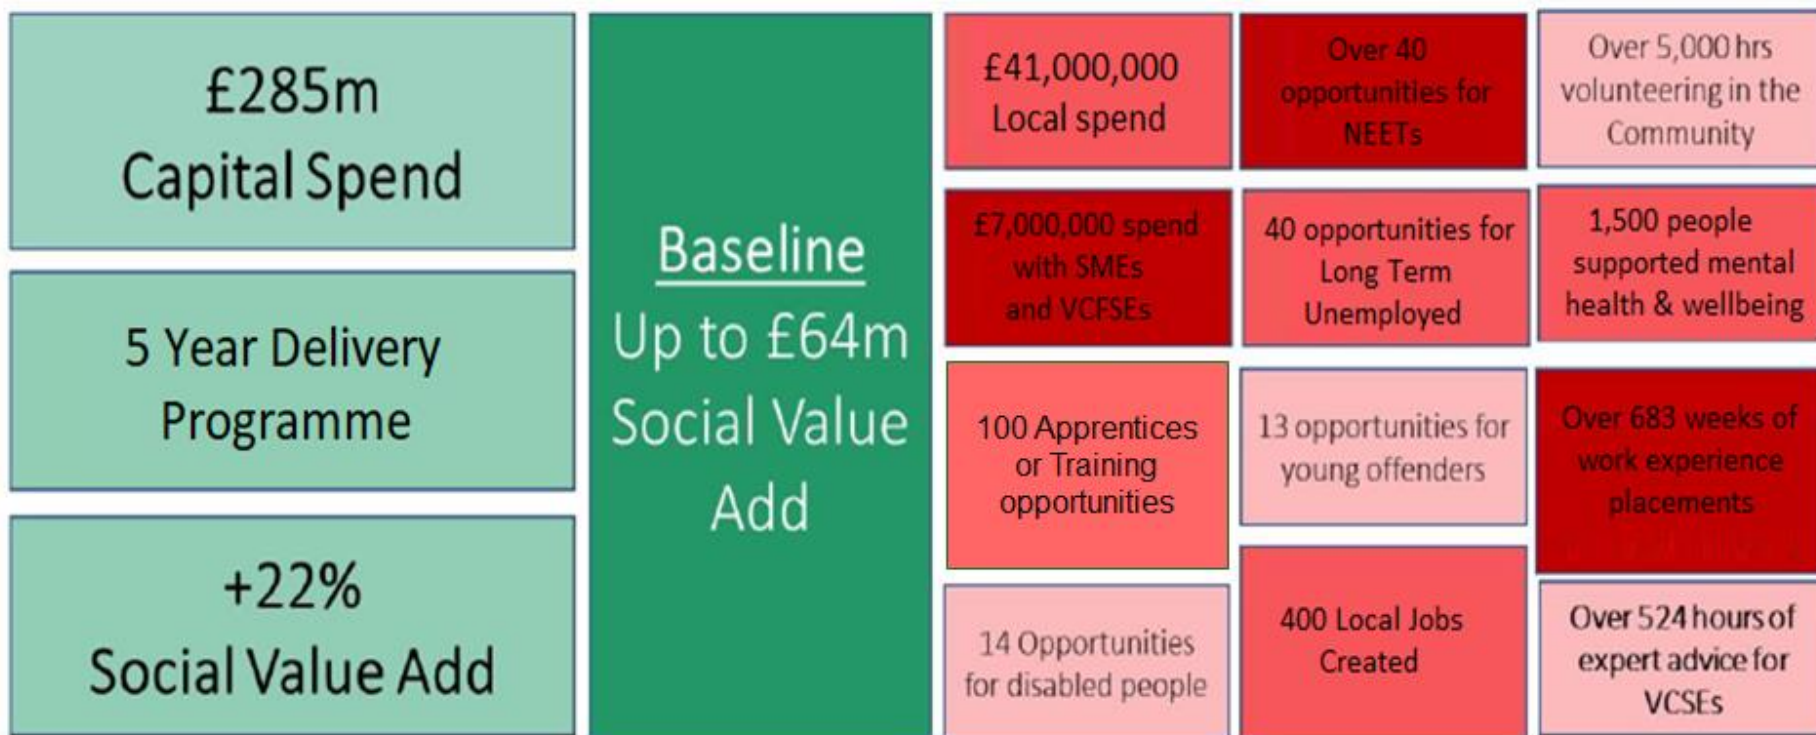 £285m
Capital Spend
5 Year Delivery
Programme
+22%
Social Value Add
Baseline
Up to £64m
Social Value
Add
£41,000,000
Local spend
£7,000,000 spend
with SMEs
and VCFSEs
100 Apprentices
or Training
opportunities
14 Opportunities
for disabled people
Over 40
opportunities for
NEETs
40 opportunities for
Long Term
Unemployed
13 opportunities for
young offenders
400 Local Jobs
Created
Over 5,000 hrs
volunteering in the
Community
1,500 people
supported mental
health & wellbeing
Over 683 weeks of
work experience
placements
Over 524 hours of
expert advice for
VCSEs